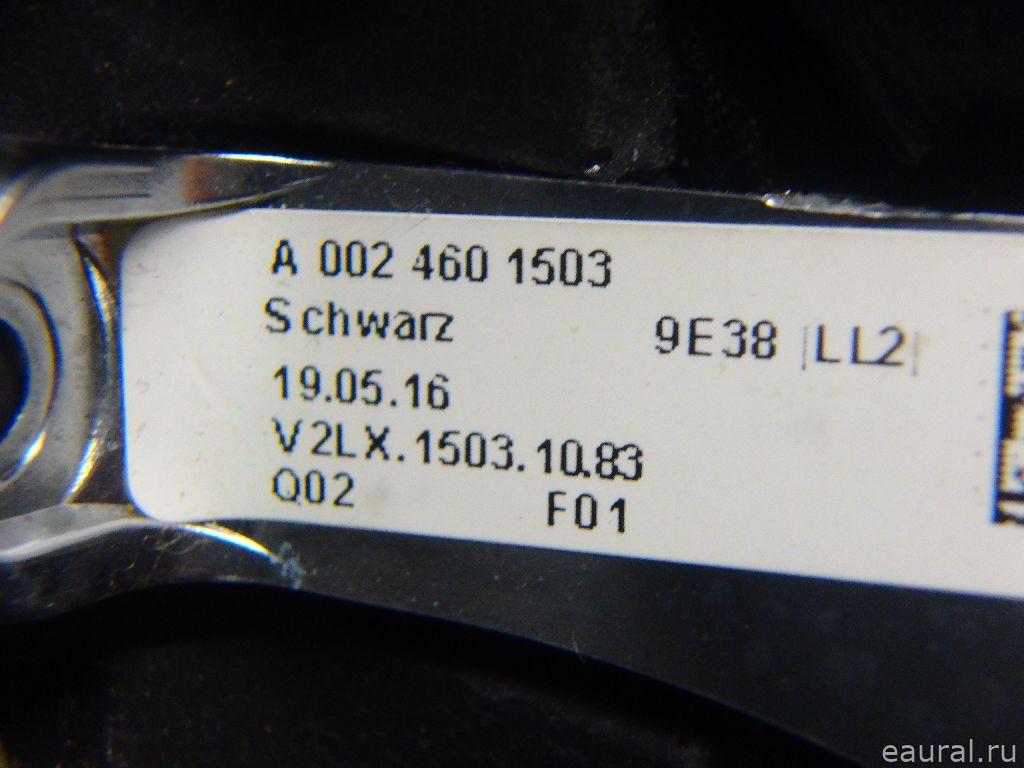 A 002 460 1503
Schwarz 9E38 |LL2|
19.05.16
V2LX.1503.10.83
Q02 F01
eaural.ru